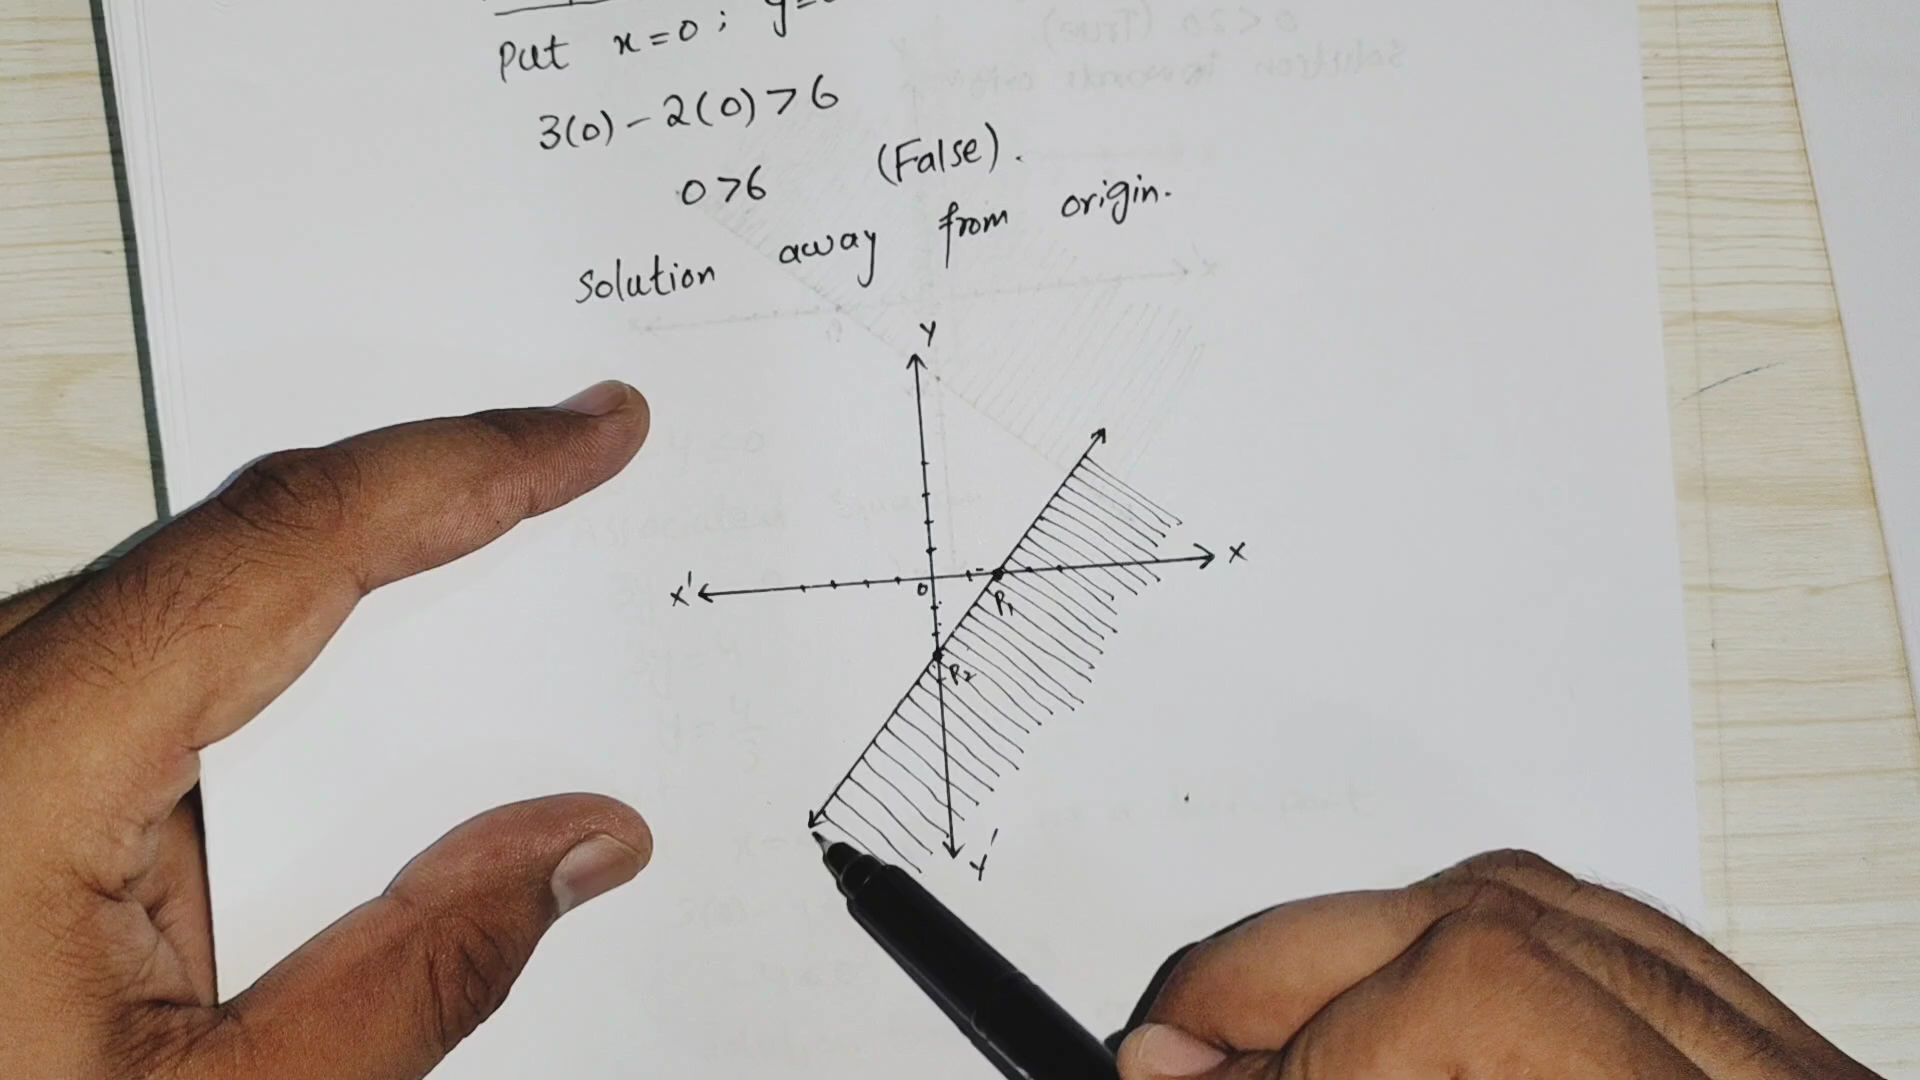 Put x=0 ; y=
3(0) - 2(0) > 6
0 > 6 (False).
Solution away from origin.
Y
X' 0 X
P1
P2
Y'